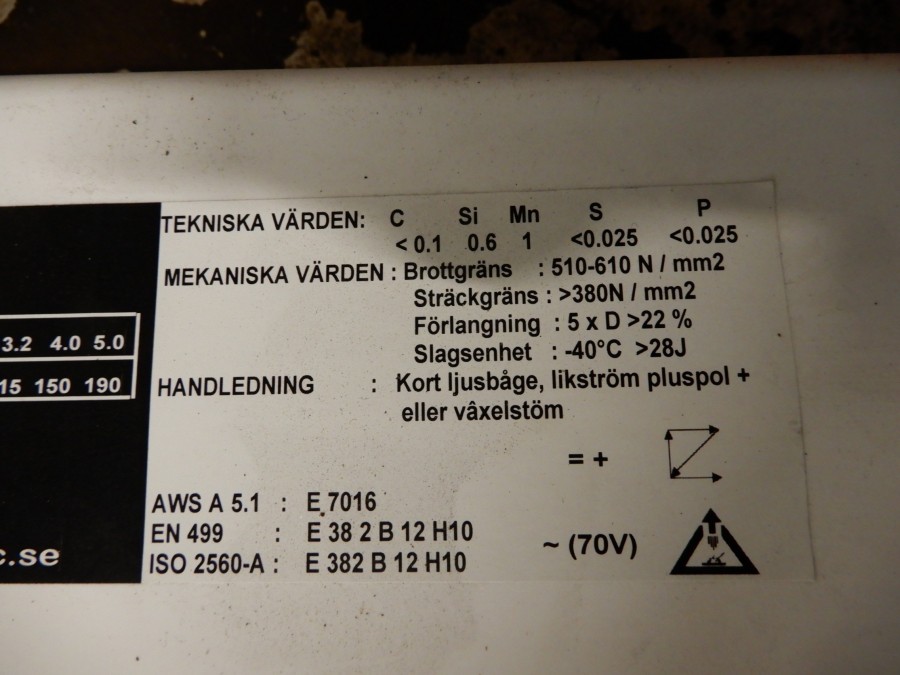 TEKNISKA VÄRDEN: C Si Mn S P
< 0.1 0.6 1 <0.025 <0.025
MEKANISKA VÄRDEN : Brottgräns : 510-610 N / mm2
Sträckgräns : >380N / mm2
Förlangning : 5 x D >22 %
Slagsenhet : -40°C >28J
HANDLEDNING : Kort ljusbåge, likström pluspol +
eller vâxelstöm
= +
AWS A 5.1 : E 7016
EN 499 : E 38 2 B 12 H10
ISO 2560-A : E 382 B 12 H10
~ (70V)
3.2 4.0 5.0
15 150 190
c.se